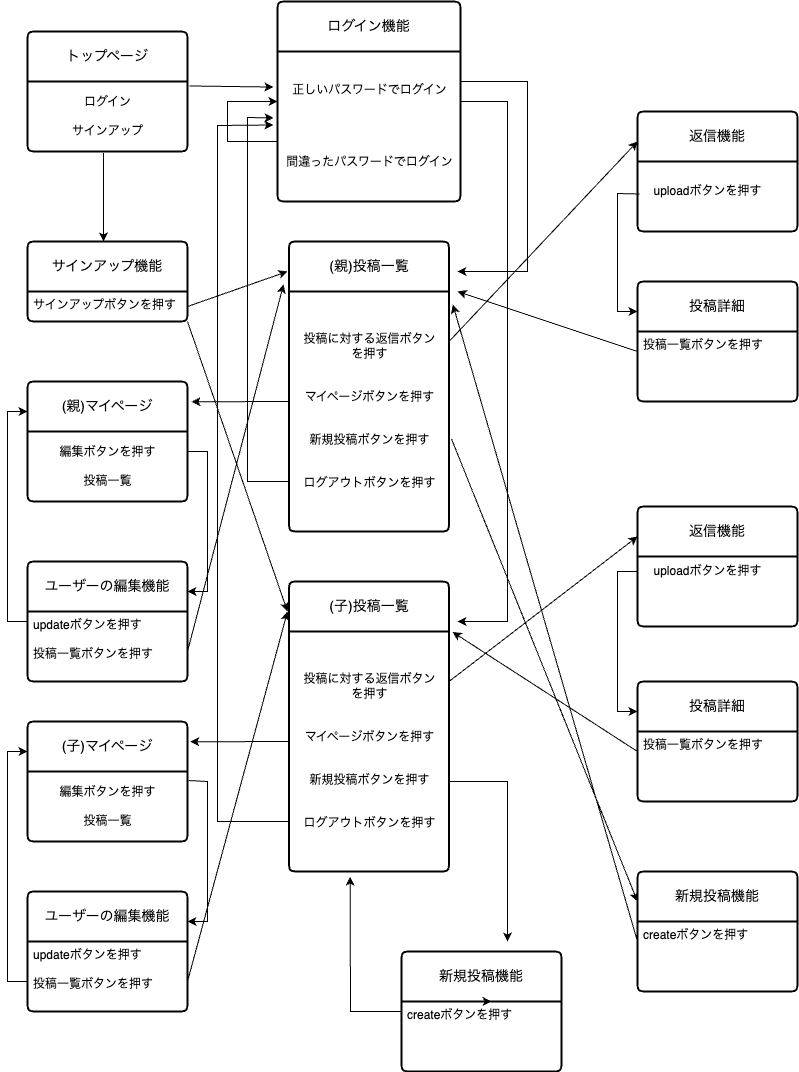 トップページ
ログイン
サインアップ
ログイン機能
正しいパスワードでログイン
間違ったパスワードでログイン
返信機能
uploadボタンを押す
サインアップ機能
サインアップボタンを押す
(親)投稿一覧
投稿に対する返信ボタン
を押す
マイページボタンを押す
新規投稿ボタンを押す
ログアウトボタンを押す
投稿詳細
投稿一覧ボタンを押す
(親)マイページ
編集ボタンを押す
投稿一覧
ユーザーの編集機能
updateボタンを押す
投稿一覧ボタンを押す
(子)投稿一覧
投稿に対する返信ボタン
を押す
マイページボタンを押す
新規投稿ボタンを押す
ログアウトボタンを押す
返信機能
uploadボタンを押す
投稿詳細
投稿一覧ボタンを押す
(子)マイページ
編集ボタンを押す
投稿一覧
ユーザーの編集機能
updateボタンを押す
投稿一覧ボタンを押す
新規投稿機能
createボタンを押す
新規投稿機能
createボタンを押す